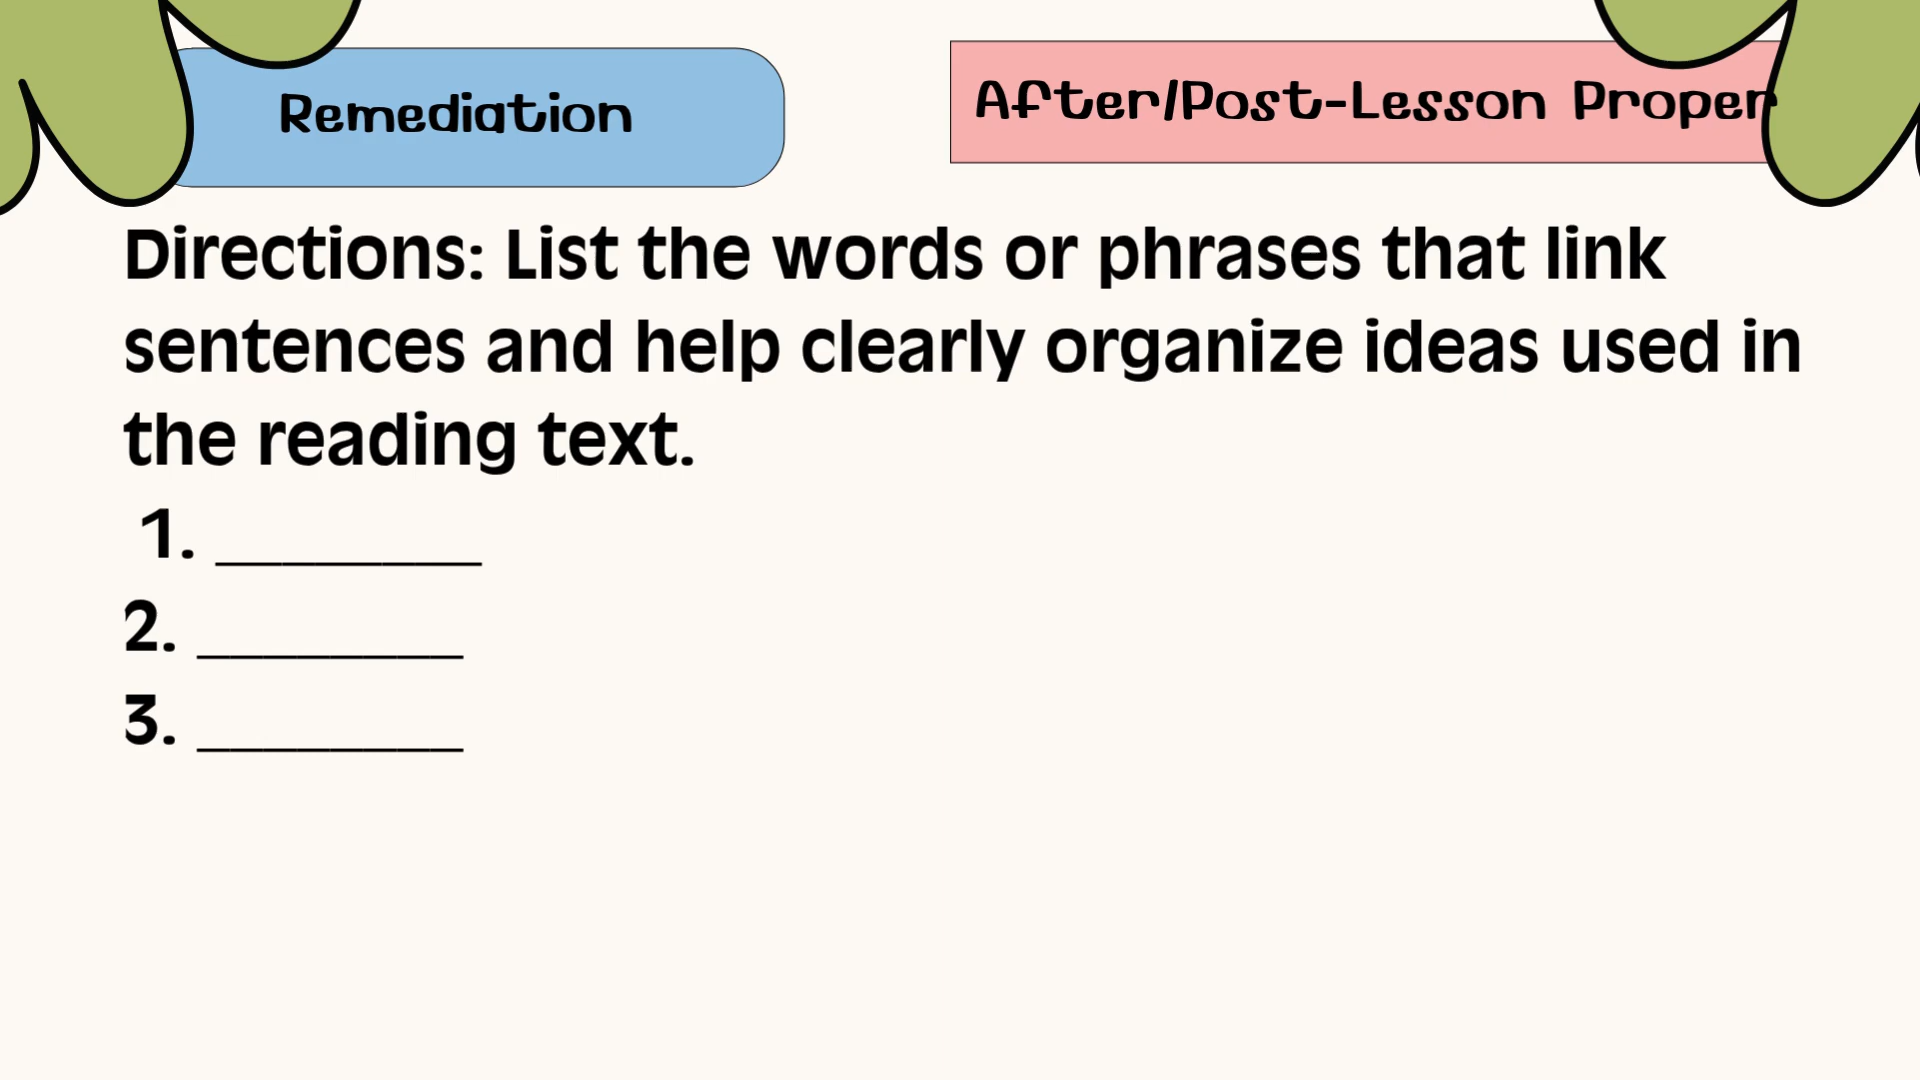 Remediation
After/Post-Lesson Proper
Directions: List the words or phrases that link
sentences and help clearly organize ideas used in
the reading text.
1. ________
2. ________
3. ________